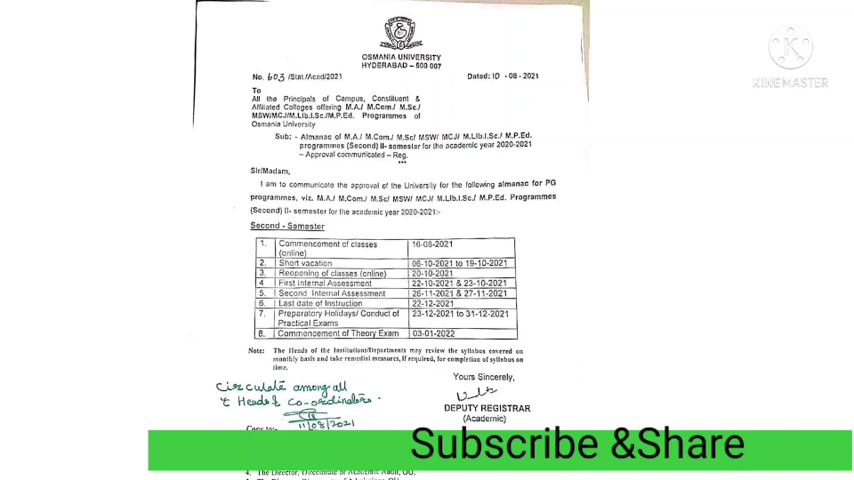 OSMANIA UNIVERSITY
HYDERABAD – 500 007
No. 603 /Stat./Acad/2021 Dated: 10 - 08 - 2021
To
All the Principals of Campus, Constituent &
Affiliated Colleges offering M.A./ M.Com./ M.Sc./
MSW/MCJ/M.Lib.I.Sc./M.P.Ed. Programmes of
Osmania University
Sub: - Almanac of M.A./ M.Com./ M.Sc/ MSW/ MCJ/ M.Lib.I.Sc./ M.P.Ed.
programmes (Second) II- semester for the academic year 2020-2021
– Approval communicated – Reg.
***
Sir/Madam,
I am to communicate the approval of the University for the following almanac for PG
programmes, viz. M.A./ M.Com./ M.Sc/ MSW/ MCJ/ M.Lib.I.Sc./ M.P.Ed. Programmes
(Second) II- semester for the academic year 2020-2021:-
Second - Semester
1. Commencement of classes (online) 16-08-2021
2. Short vacation 06-10-2021 to 19-10-2021
3. Reopening of classes (online) 20-10-2021
4 First Internal Assessment 22-10-2021 & 23-10-2021
5. Second Internal Assessment 26-11-2021 & 27-11-2021
6. Last date of Instruction 22-12-2021
7. Preparatory Holidays/ Conduct of Practical Exams 23-12-2021 to 31-12-2021
8. Commencement of Theory Exam 03-01-2022
Note: The Heads of the Institutions/Departments may review the syllabus covered on
monthly basis and take remedial measures, if required, for completion of syllabus on
time.
Yours Sincerely,
Circulate among all
Heads & co-ordinators.
11/08/2021
DEPUTY REGISTRAR
(Academic)
Copy to:-
Subscribe &Share
4. The Director, Directorate of Academic Audit, OU.
KINEMASTER